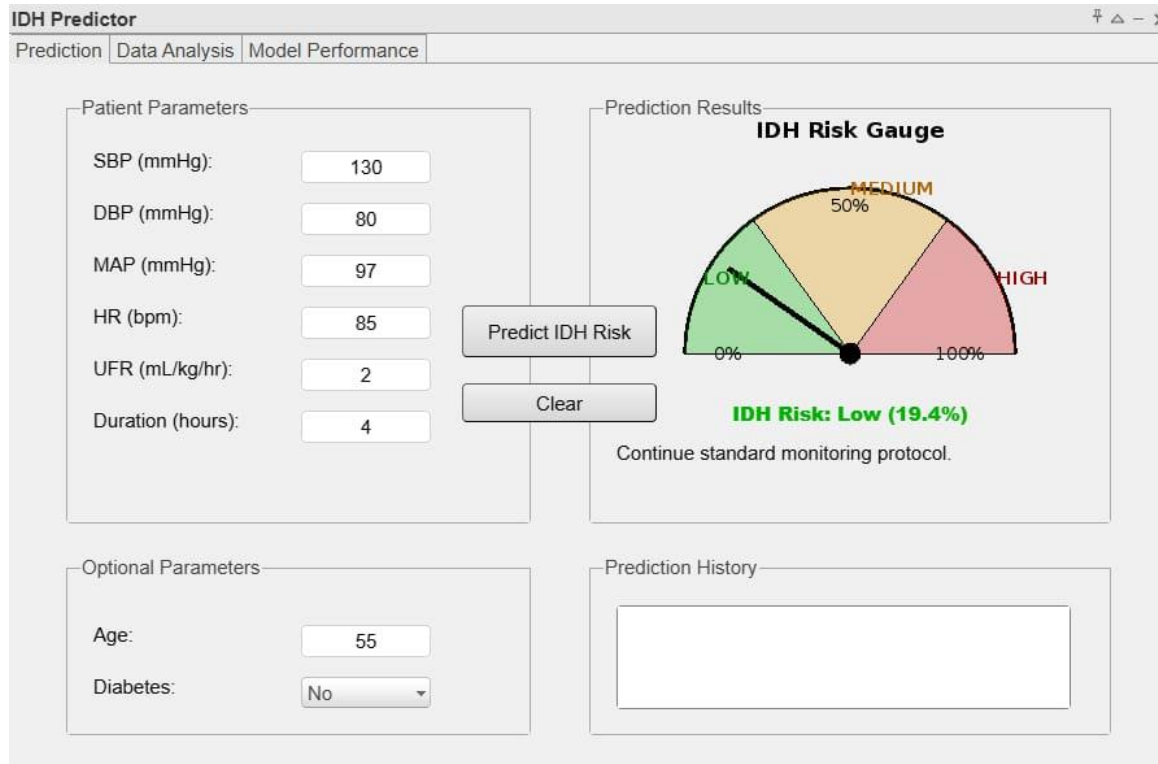 IDH Predictor
Prediction Data Analysis Model Performance
Patient Parameters
SBP (mmHg): 130
DBP (mmHg): 80
MAP (mmHg): 97
HR (bpm): 85
UFR (mL/kg/hr): 2
Duration (hours): 4
Predict IDH Risk
Clear
Prediction Results
IDH Risk Gauge
MEDIUM
50%
LOW
HIGH
0%
100%
IDH Risk: Low (19.4%)
Continue standard monitoring protocol.
Optional Parameters
Age: 55
Diabetes: No
Prediction History